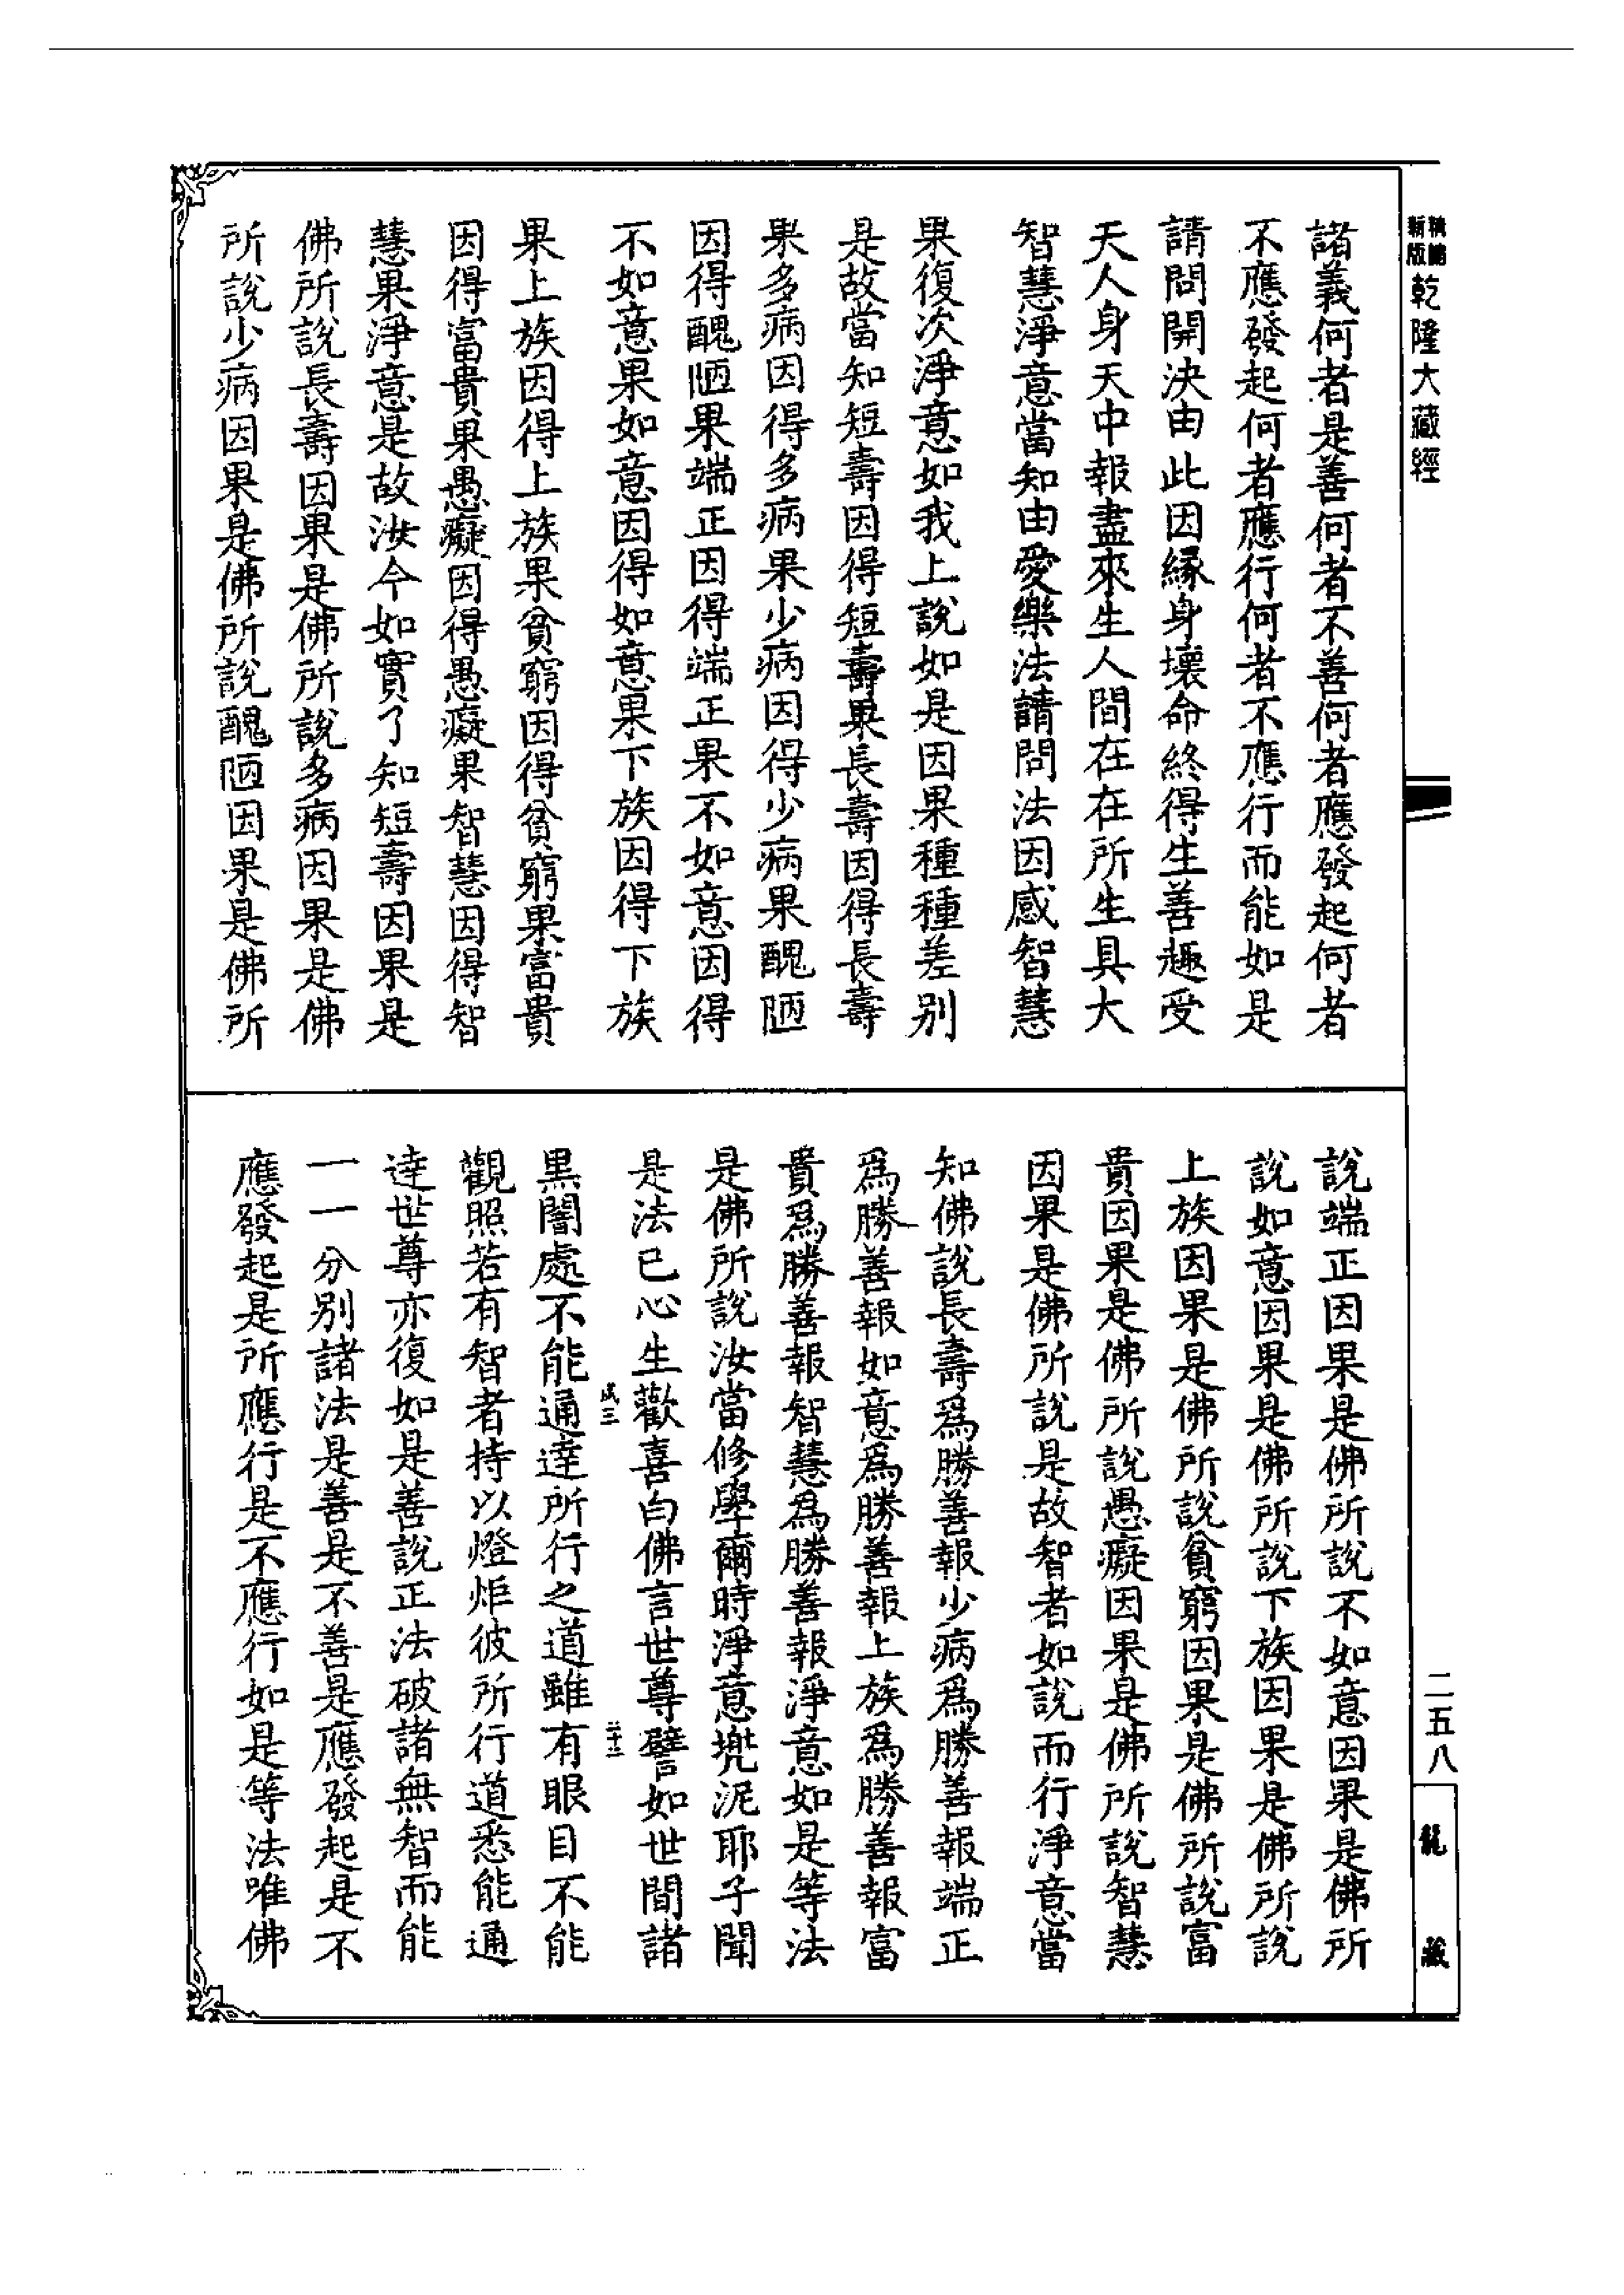 精編
新版
乾隆大藏經
諸義何者是善何者不善何者應發起何者
不應發起何者應行何者不應行而能如是
請問開決由此因緣身壞命終得生善趣受
天人身天中報盡來生人間在在所生具大
智慧淨意當知由愛樂法請問法因感智慧
果復次淨意如我上說如是因果種種差別
是故當知短壽因得短壽果長壽因得長壽
果多病因得多病果少病因得少病果醜陋
因得醜陋果端正因得端正果不如意因得
不如意果如意因得如意果下族因得下族
果上族因得上族果貧窮因得貧窮果富貴
因得富貴果愚癡因得愚癡果智慧因得智
慧果淨意是故汝今如實了知短壽因果是
佛所說長壽因果是佛所說多病因果是佛
所說少病因果是佛所說醜陋因果是佛所
說端正因果是佛所說不如意因果是佛所
說如意因果是佛所說下族因果是佛所說
上族因果是佛所說貧窮因果是佛所說富
貴因果是佛所說愚癡因果是佛所說智慧
因果是佛所說是故智者如說而行淨意當
知佛說長壽爲勝善報少病爲勝善報端正
爲勝善報如意爲勝善報上族爲勝善報富
貴爲勝善報智慧爲勝善報淨意如是等法
是佛所說汝當修學爾時淨意兠泥耶子聞
是法已心生歡喜白佛言世尊譬如世間諸
黑闇處不能通達所行之道雖有眼目不能
觀照若有智者持以燈炬彼所行道悉能通
達世尊亦復如是善說正法破諸無智而能
一一分別諸法是善是不善是應發起是不
應發起是所應行是不應行如是等法唯佛
二五八
龍藏